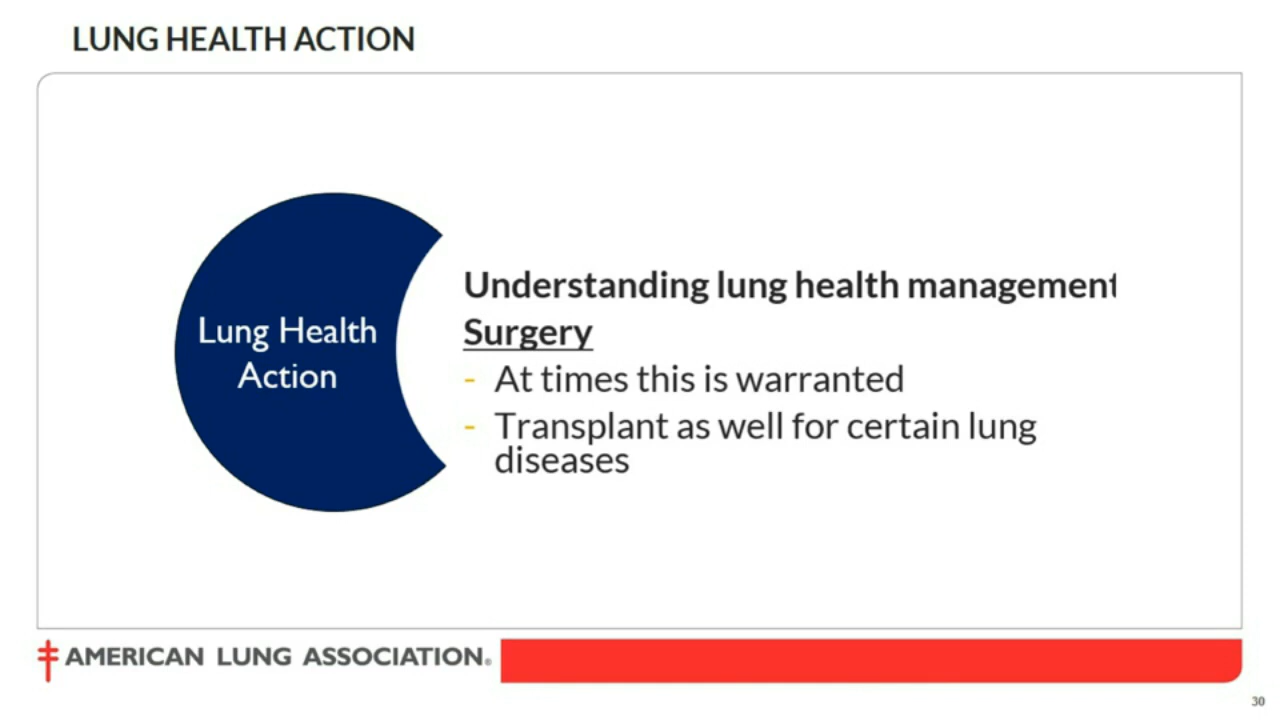 LUNG HEALTH ACTION
Lung Health
Action
Understanding lung health management
Surgery
- At times this is warranted
- Transplant as well for certain lung
diseases
AMERICAN LUNG ASSOCIATION®
30